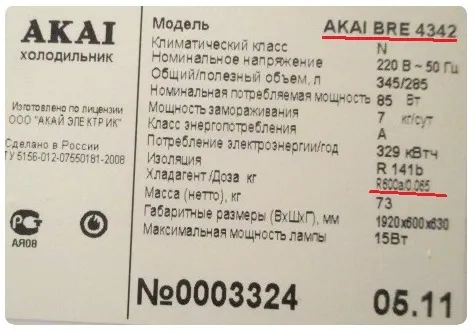 AKAI
ХОЛОДИЛЬНИК
Изготовлено по лицензии
ООО "АКАЙ ЭЛЕКТРИК"
Сделано в России
ТУ 5156-012-07550181-2008
АЯ08
Модель AKAI BRE 4342
Климатический класс N
Номинальное напряжение 220 В ~ 50 Гц
Общий/полезный объем, л 345/285
Номинальная потребляемая мощность 85 Вт
Мощность замораживания 7 кг/сут
Класс энергопотребления A
Потребление электроэнергии/год 329 кВтч
Изоляция R 141b
Хладагент /Доза кг R600a/0.065
Масса (нетто), кг 73
Габаритные размеры (ВхШхГ), мм 1920x600x630
Максимальная мощность лампы 15Вт
№0003324 05.11